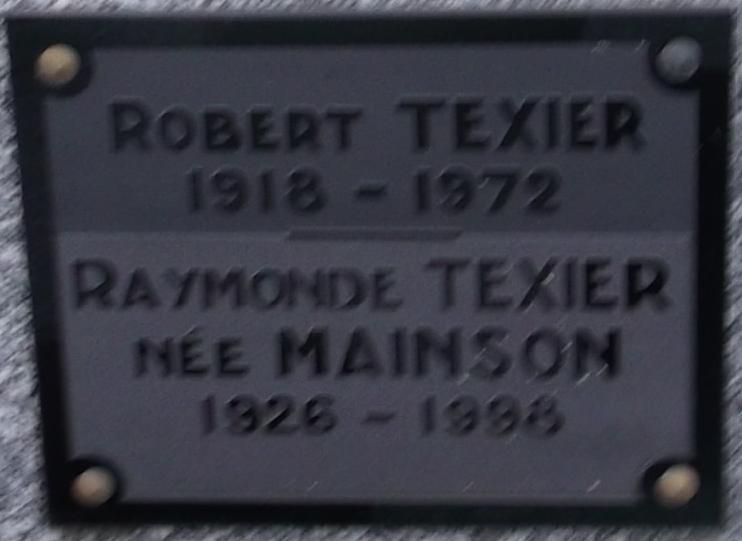 ROBERT TEXIER
1918 - 1972
RAYMONDE TEXIER
NÉE MAINSON
1926 - 1998